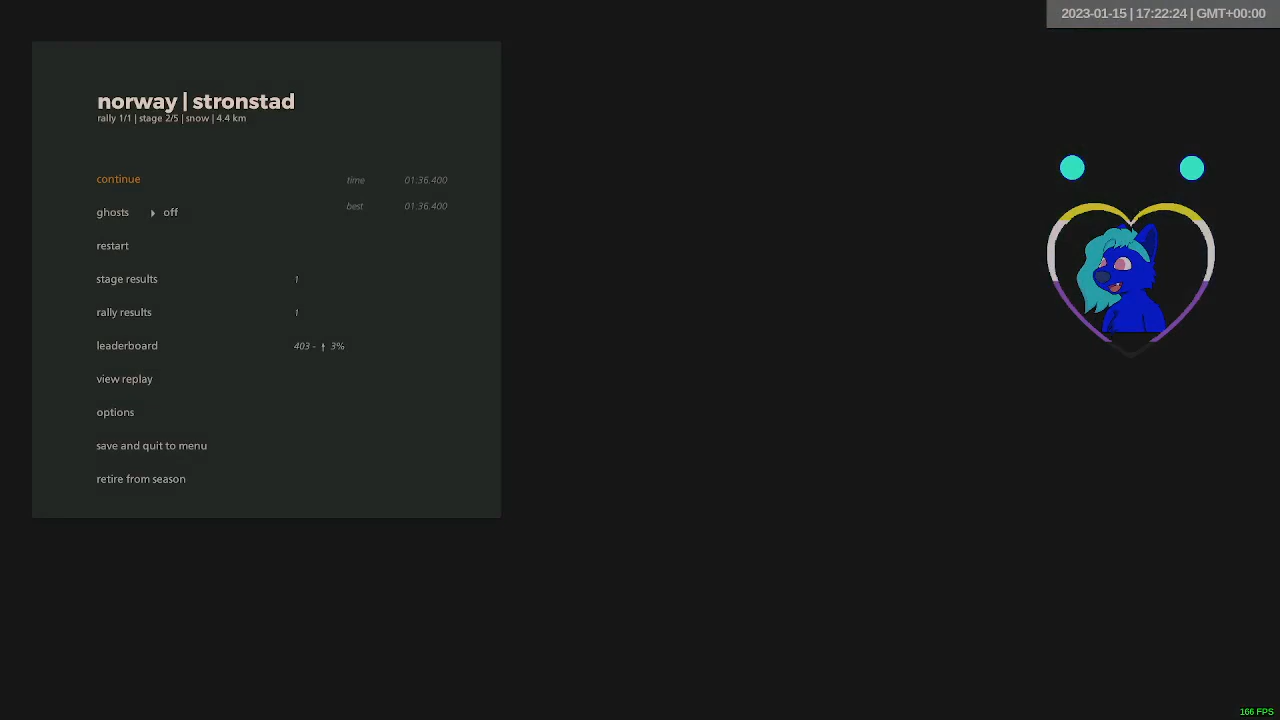 2023-01-15 | 17:22:24 | GMT+00:00
norway | stronstad
rally 1/1 | stage 2/5 | snow | 4.4 km
continue
time 01:36.400
best 01:36.400
ghosts off
restart
stage results 1
rally results 1
leaderboard 403 - ↑ 3%
view replay
options
save and quit to menu
retire from season
166 FPS